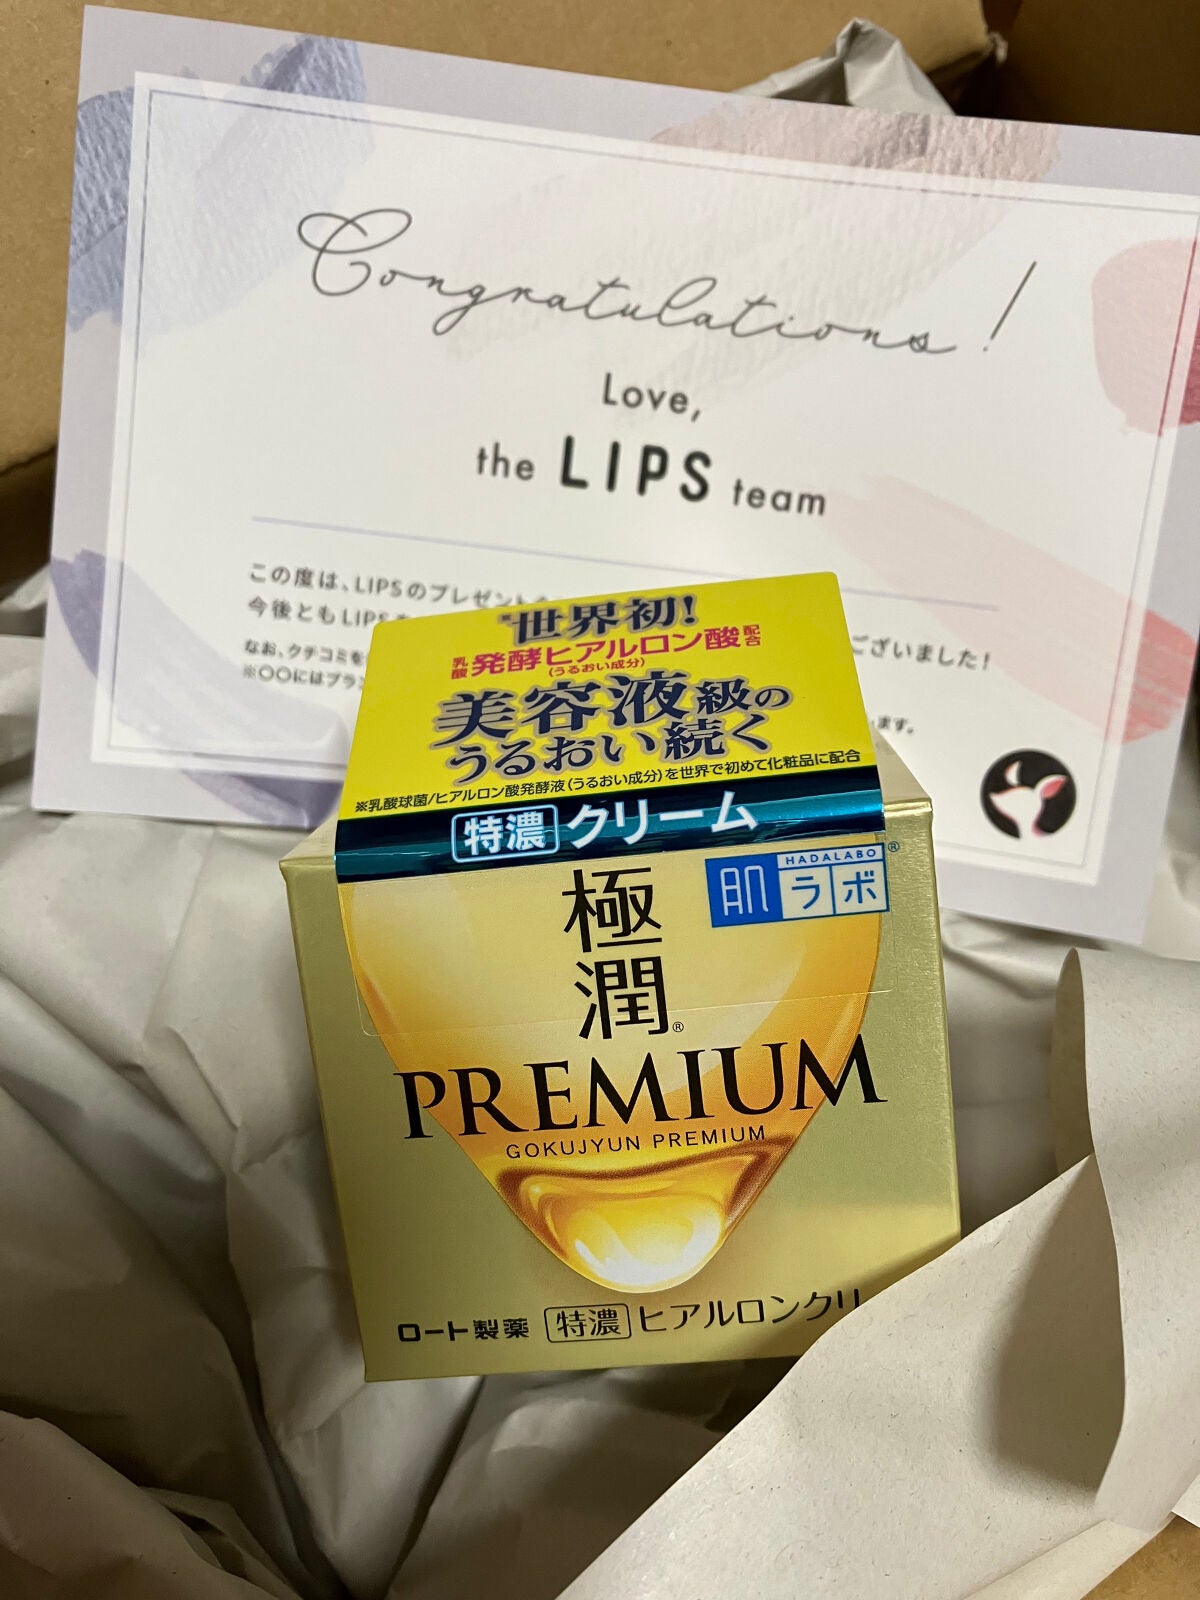 Congratulations!
Love,
the LIPS team
この度は、LIPSのプレゼント
ございました!
今後ともLIPS
なお、クチコミを
ます。
※〇〇にはブラン
世界初!
乳酸発酵ヒアルロン酸配合
(うるおい成分)
美容液級の
うるおい続く
※乳酸球菌/ヒアルロン酸発酵液(うるおい成分)を世界で初めて化粧品に配合
特濃 クリーム
HADALABO®
肌ラボ
極潤®
PREMIUM
GOKUJYUN PREMIUM
ロート製薬 特濃 ヒアルロンクリ